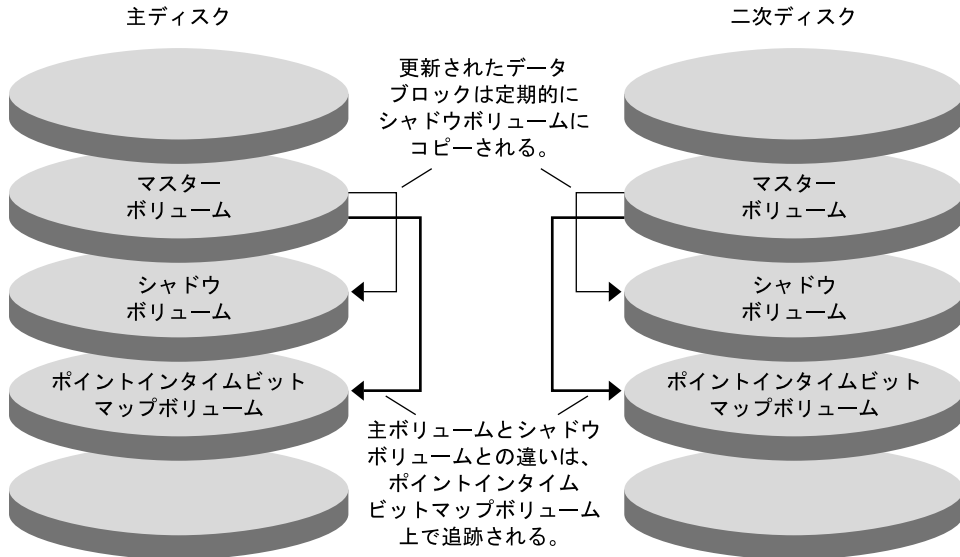 主ディスク
二次ディスク
更新されたデータ
ブロックは定期的に
シャドウボリュームに
コピーされる。
マスター
ボリューム
マスター
ボリューム
シャドウ
ボリューム
シャドウ
ボリューム
ポイントインタイムビット
マップボリューム
ポイントインタイムビット
マップボリューム
主ボリュームとシャドウ
ボリュームとの違いは、
ポイントインタイム
ビットマップボリューム
上で追跡される。